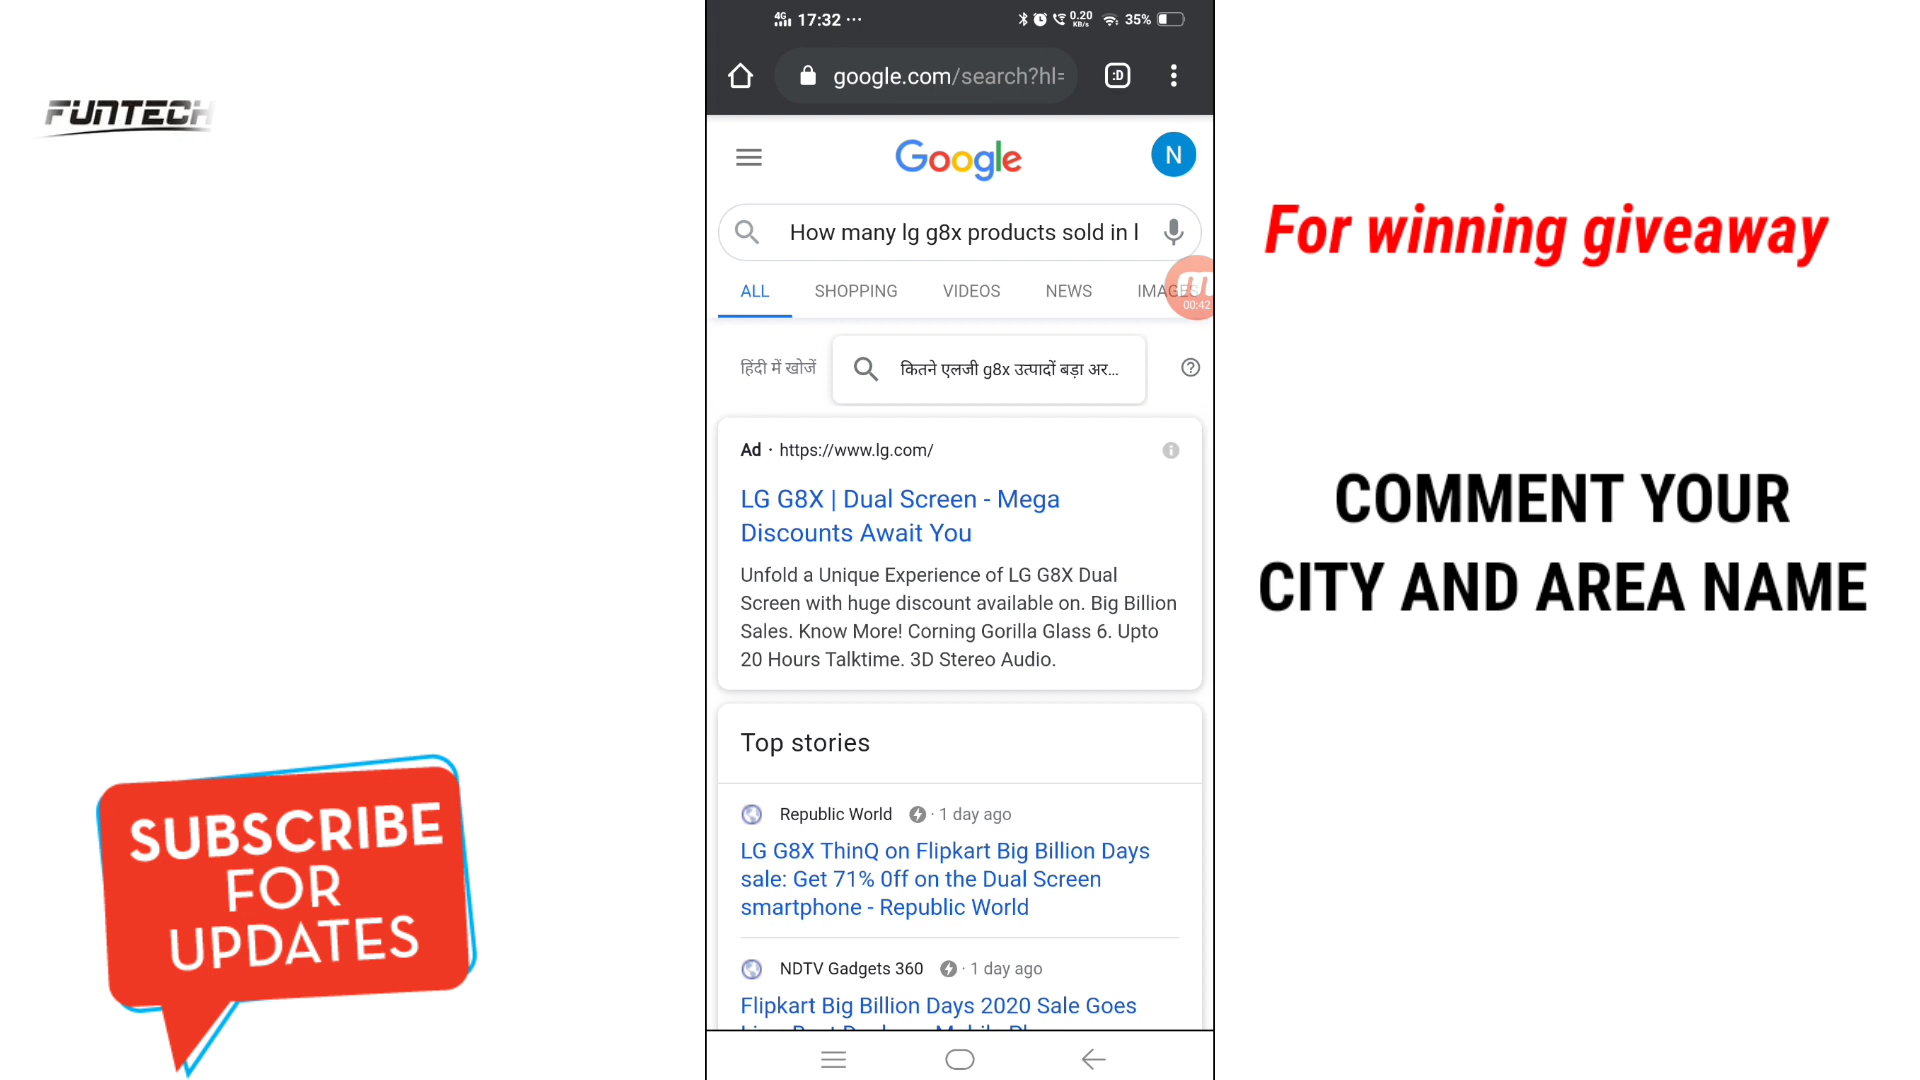 FUNTECH
4G 17:32 ...
0.20 KB/s 35%
google.com/search?hl=
:D
Google
N
How many lg g8x products sold in l
ALL SHOPPING VIDEOS NEWS IMAGES
00:42
हिंदी में खोजें
कितने एलजी g8x उत्पादों बड़ा अर...
Ad · https://www.lg.com/
LG G8X | Dual Screen - Mega
Discounts Await You
Unfold a Unique Experience of LG G8X Dual
Screen with huge discount available on. Big Billion
Sales. Know More! Corning Gorilla Glass 6. Upto
20 Hours Talktime. 3D Stereo Audio.
Top stories
Republic World · 1 day ago
LG G8X ThinQ on Flipkart Big Billion Days
sale: Get 71% 0ff on the Dual Screen
smartphone - Republic World
NDTV Gadgets 360 · 1 day ago
Flipkart Big Billion Days 2020 Sale Goes
For winning giveaway
COMMENT YOUR
CITY AND AREA NAME
SUBSCRIBE
FOR
UPDATES